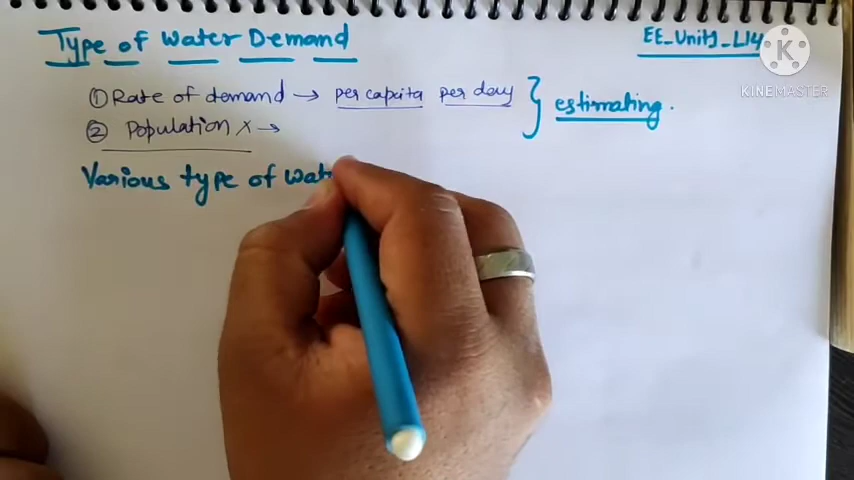 Type of Water Demand
EE_Unit1_L14
① Rate of demand → per capcita per day } estimating.
② Population x →
Various type of wat
K
KINEMASTER